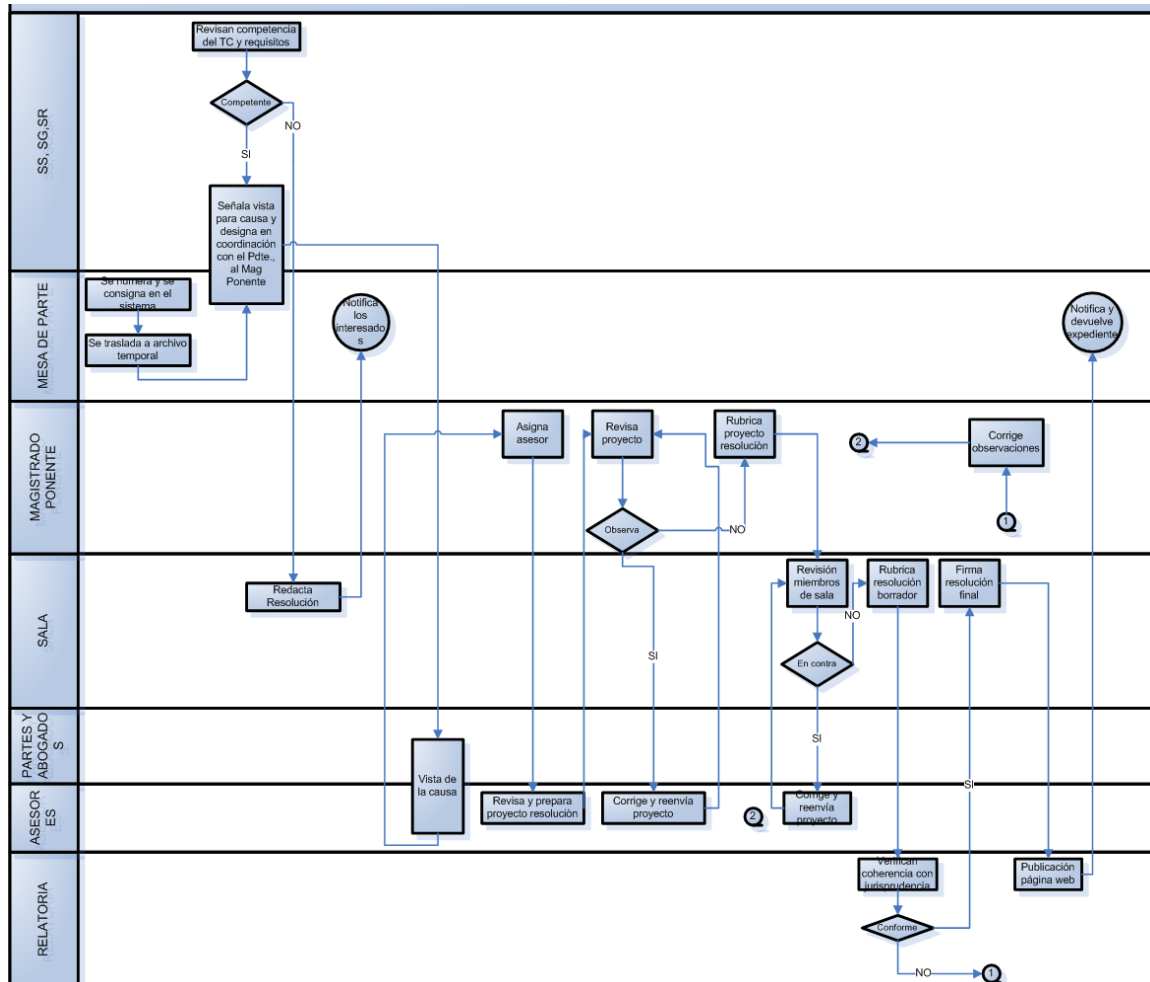 SS, SG,SR
Revisan competencia
del TC y requisitos
Competente
NO
SI
Señala vista
para causa y
designa en
coordinación
con el Pdte.,
al Mag
Ponente
MESA DE PARTE
Se numera y se
consigna en el
sistema
Se traslada a archivo
temporal
Notifica
los
interesado
s
Notifica y
devuelve
expediente
MAGISTRADO
PONENTE
Asigna
asesor
Revisa
proyecto
Rubrica
proyecto
resoluciòn
2
Corrige
observaciones
Observa
NO
1
SALA
Redacta
Resolución
SI
Revisión
miembros
de sala
Rubrica
resolución
borrador
Firma
resolución
final
NO
En contra
SI
PARTES Y
ABOGADO
S
Vista de
la causa
SI
ASESOR
ES
Revisa y prepara
proyecto resoluciòn
Corrige y reenvía
proyecto
2
Corrige y
reenvía
proyecto
RELATORIA
Verifican
coherencia con
jurisprudencia
Publicación
página web
Conforme
NO
1